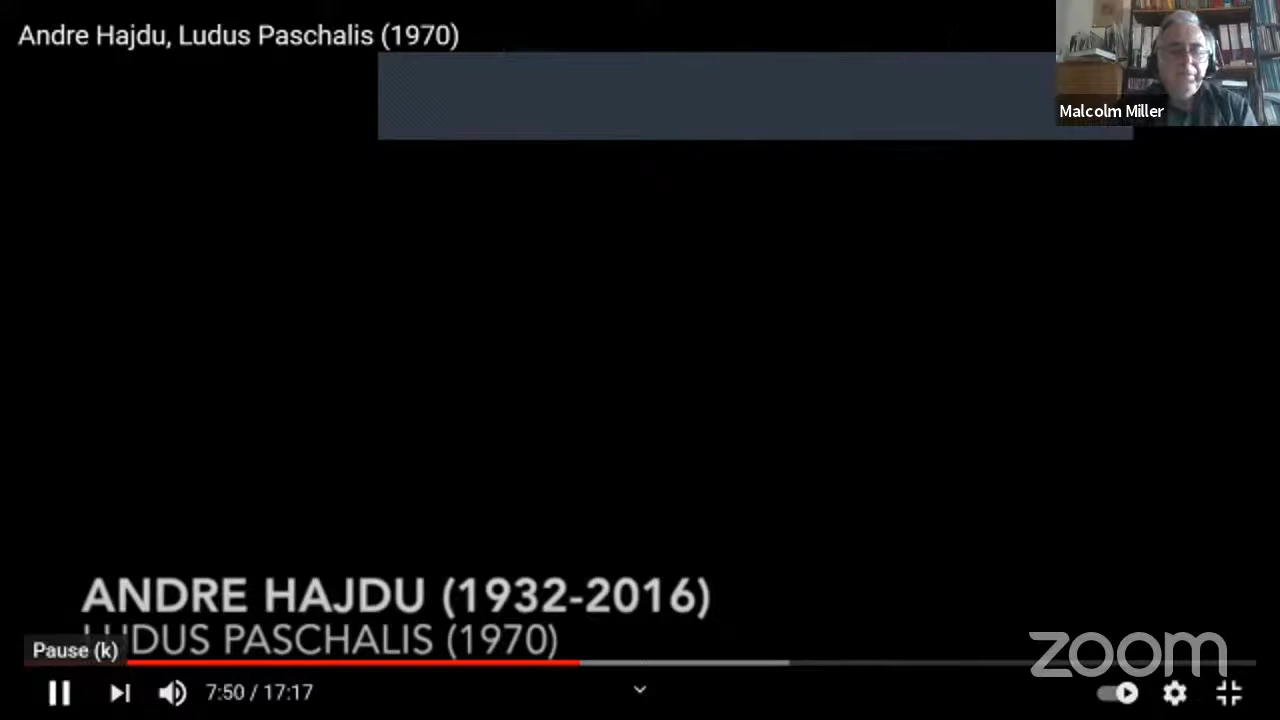 Andre Hajdu, Ludus Paschalis (1970)
Malcolm Miller
ANDRE HAJDU (1932-2016)
LUDUS PASCHALIS (1970)
Pause (k)
zoom
7:50 / 17:17